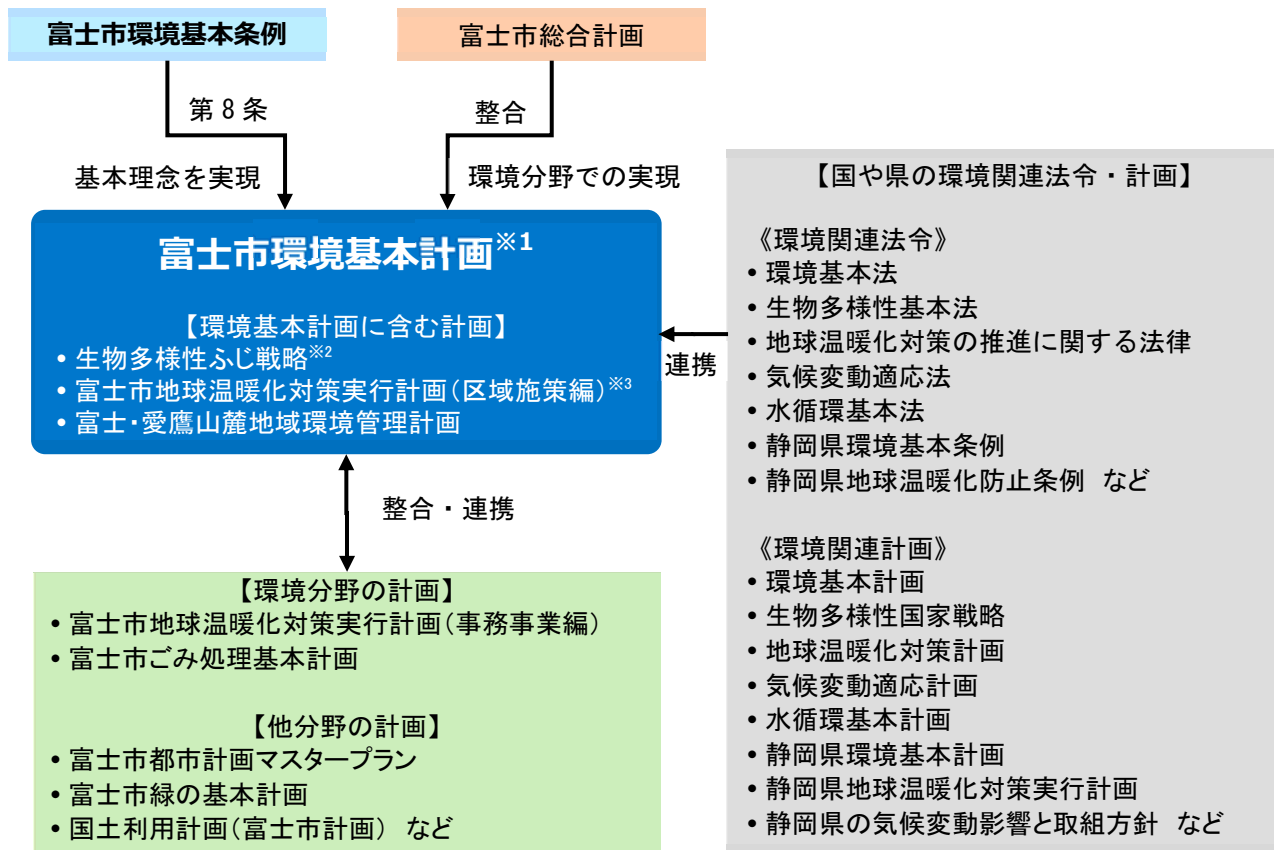 富士市環境基本条例
富士市総合計画
第８条
整合
基本理念を実現
環境分野での実現
富士市環境基本計画※1
【環境基本計画に含む計画】
• 生物多様性ふじ戦略※2
• 富士市地球温暖化対策実行計画（区域施策編）※3
• 富士・愛鷹山麓地域環境管理計画
連携
【国や県の環境関連法令・計画】
《環境関連法令》
• 環境基本法
• 生物多様性基本法
• 地球温暖化対策の推進に関する法律
• 気候変動適応法
• 水循環基本法
• 静岡県環境基本条例
• 静岡県地球温暖化防止条例 など
《環境関連計画》
• 環境基本計画
• 生物多様性国家戦略
• 地球温暖化対策計画
• 気候変動適応計画
• 水循環基本計画
• 静岡県環境基本計画
• 静岡県地球温暖化対策実行計画
• 静岡県の気候変動影響と取組方針 など
整合・連携
【環境分野の計画】
• 富士市地球温暖化対策実行計画（事務事業編）
• 富士市ごみ処理基本計画
【他分野の計画】
• 富士市都市計画マスタープラン
• 富士市緑の基本計画
• 国土利用計画（富士市計画） など